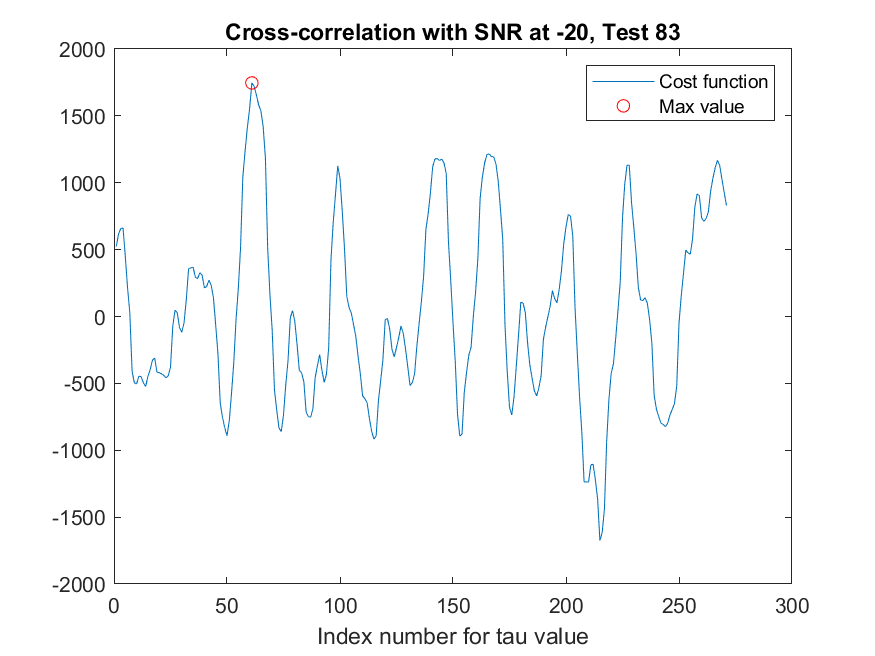 Cross-correlation with SNR at -20, Test 83
Cost function
Max value
2000
1500
1000
500
0
-500
-1000
-1500
-2000
0 50 100 150 200 250 300
Index number for tau value